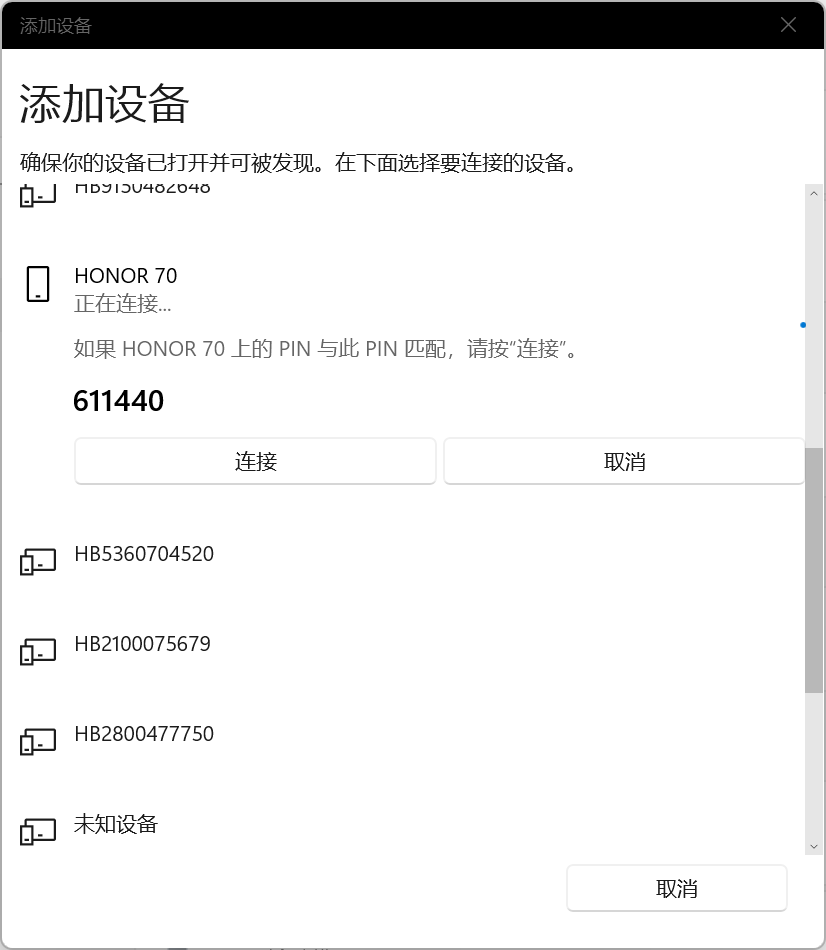 添加设备
添加设备
确保你的设备已打开并可被发现。在下面选择要连接的设备。
HB9150482648
HONOR 70
正在连接...
如果 HONOR 70 上的 PIN 与此 PIN 匹配，请按“连接”。
611440
连接 取消
HB5360704520
HB2100075679
HB2800477750
未知设备
取消